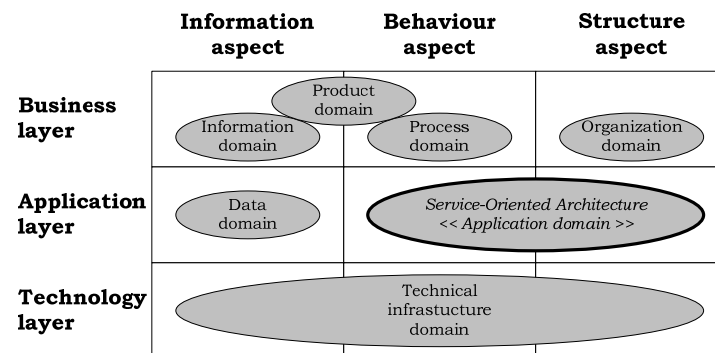 Information aspect
Behaviour aspect
Structure aspect
Business layer
Product domain
Information domain
Process domain
Organization domain
Application layer
Data domain
Service-Oriented Architecture
<< Application domain >>
Technology layer
Technical infrastucture domain